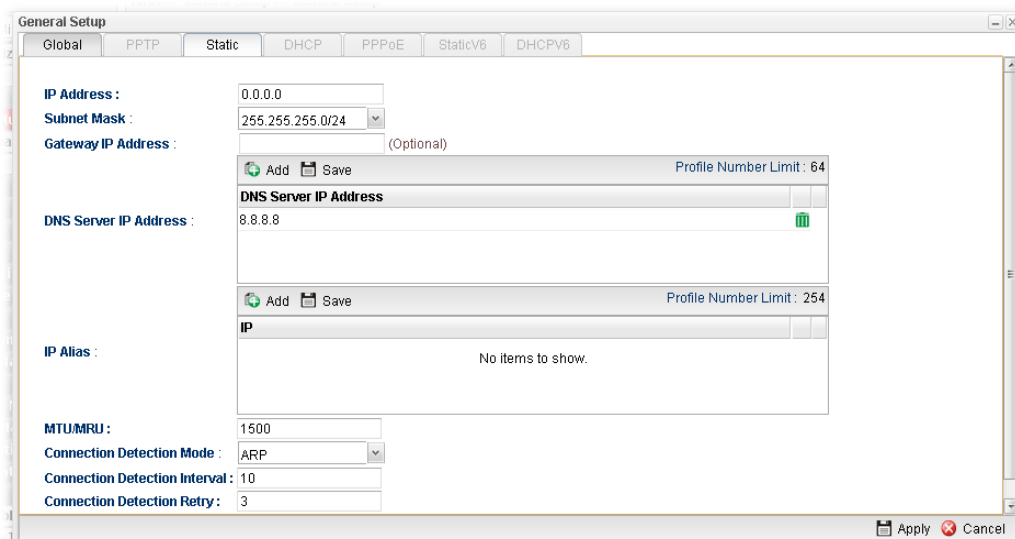 General Setup
Global PPTP Static DHCP PPPoE StaticV6 DHCPV6
IP Address : 0.0.0.0
Subnet Mask : 255.255.255.0/24
Gateway IP Address : (Optional)
Add Save Profile Number Limit : 64
DNS Server IP Address
DNS Server IP Address : 8.8.8.8
Add Save Profile Number Limit : 254
IP
IP Alias : No items to show.
MTU/MRU : 1500
Connection Detection Mode : ARP
Connection Detection Interval : 10
Connection Detection Retry : 3
Apply Cancel